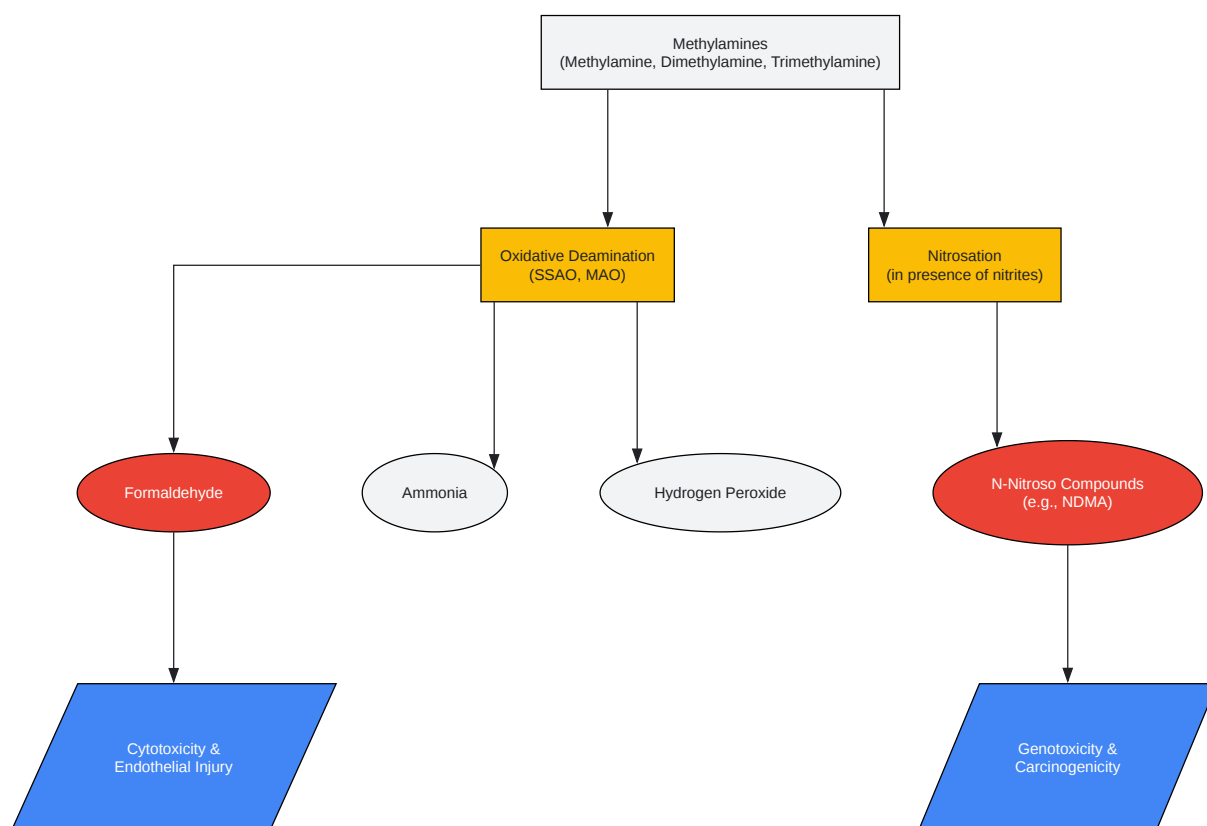 Methylamines
(Methylamine, Dimethylamine, Trimethylamine)
Oxidative Deamination
(SSAO, MAO)
Nitrosation
(in presence of nitrites)
Formaldehyde
Ammonia
Hydrogen Peroxide
N-Nitroso Compounds
(e.g., NDMA)
Cytotoxicity &
Endothelial Injury
Genotoxicity &
Carcinogenicity